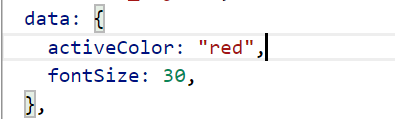 data: {
activeColor: "red",
fontSize: 30,
},